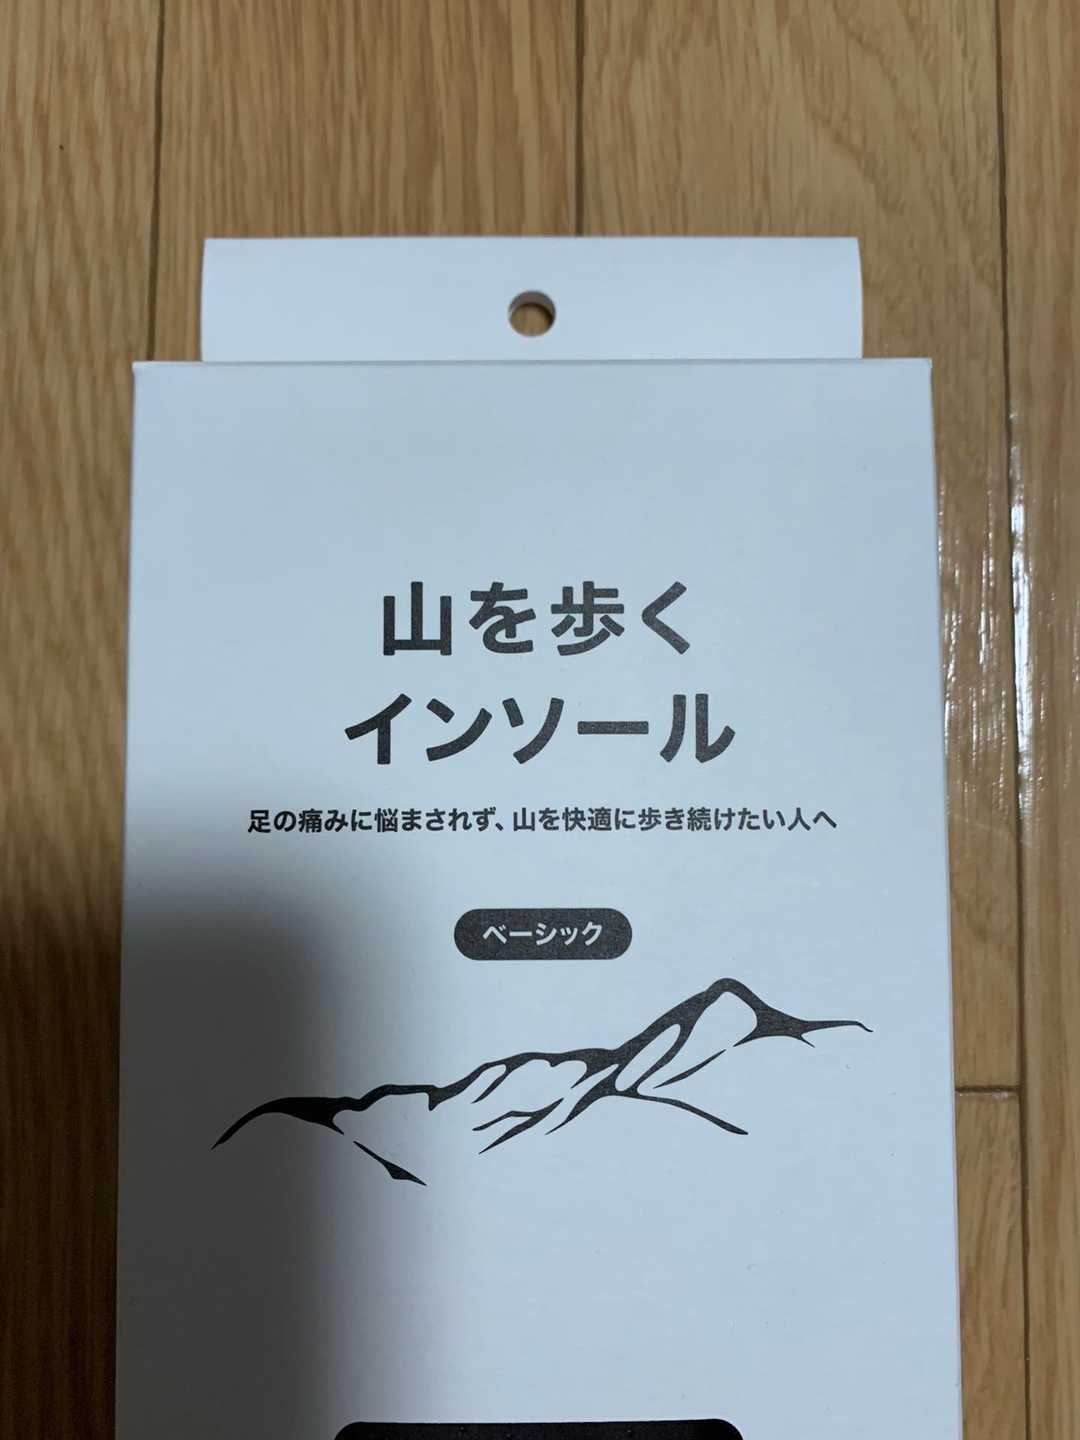 山を歩く
インソール
足の痛みに悩まされず、山を快適に歩き続けたい人へ
ベーシック